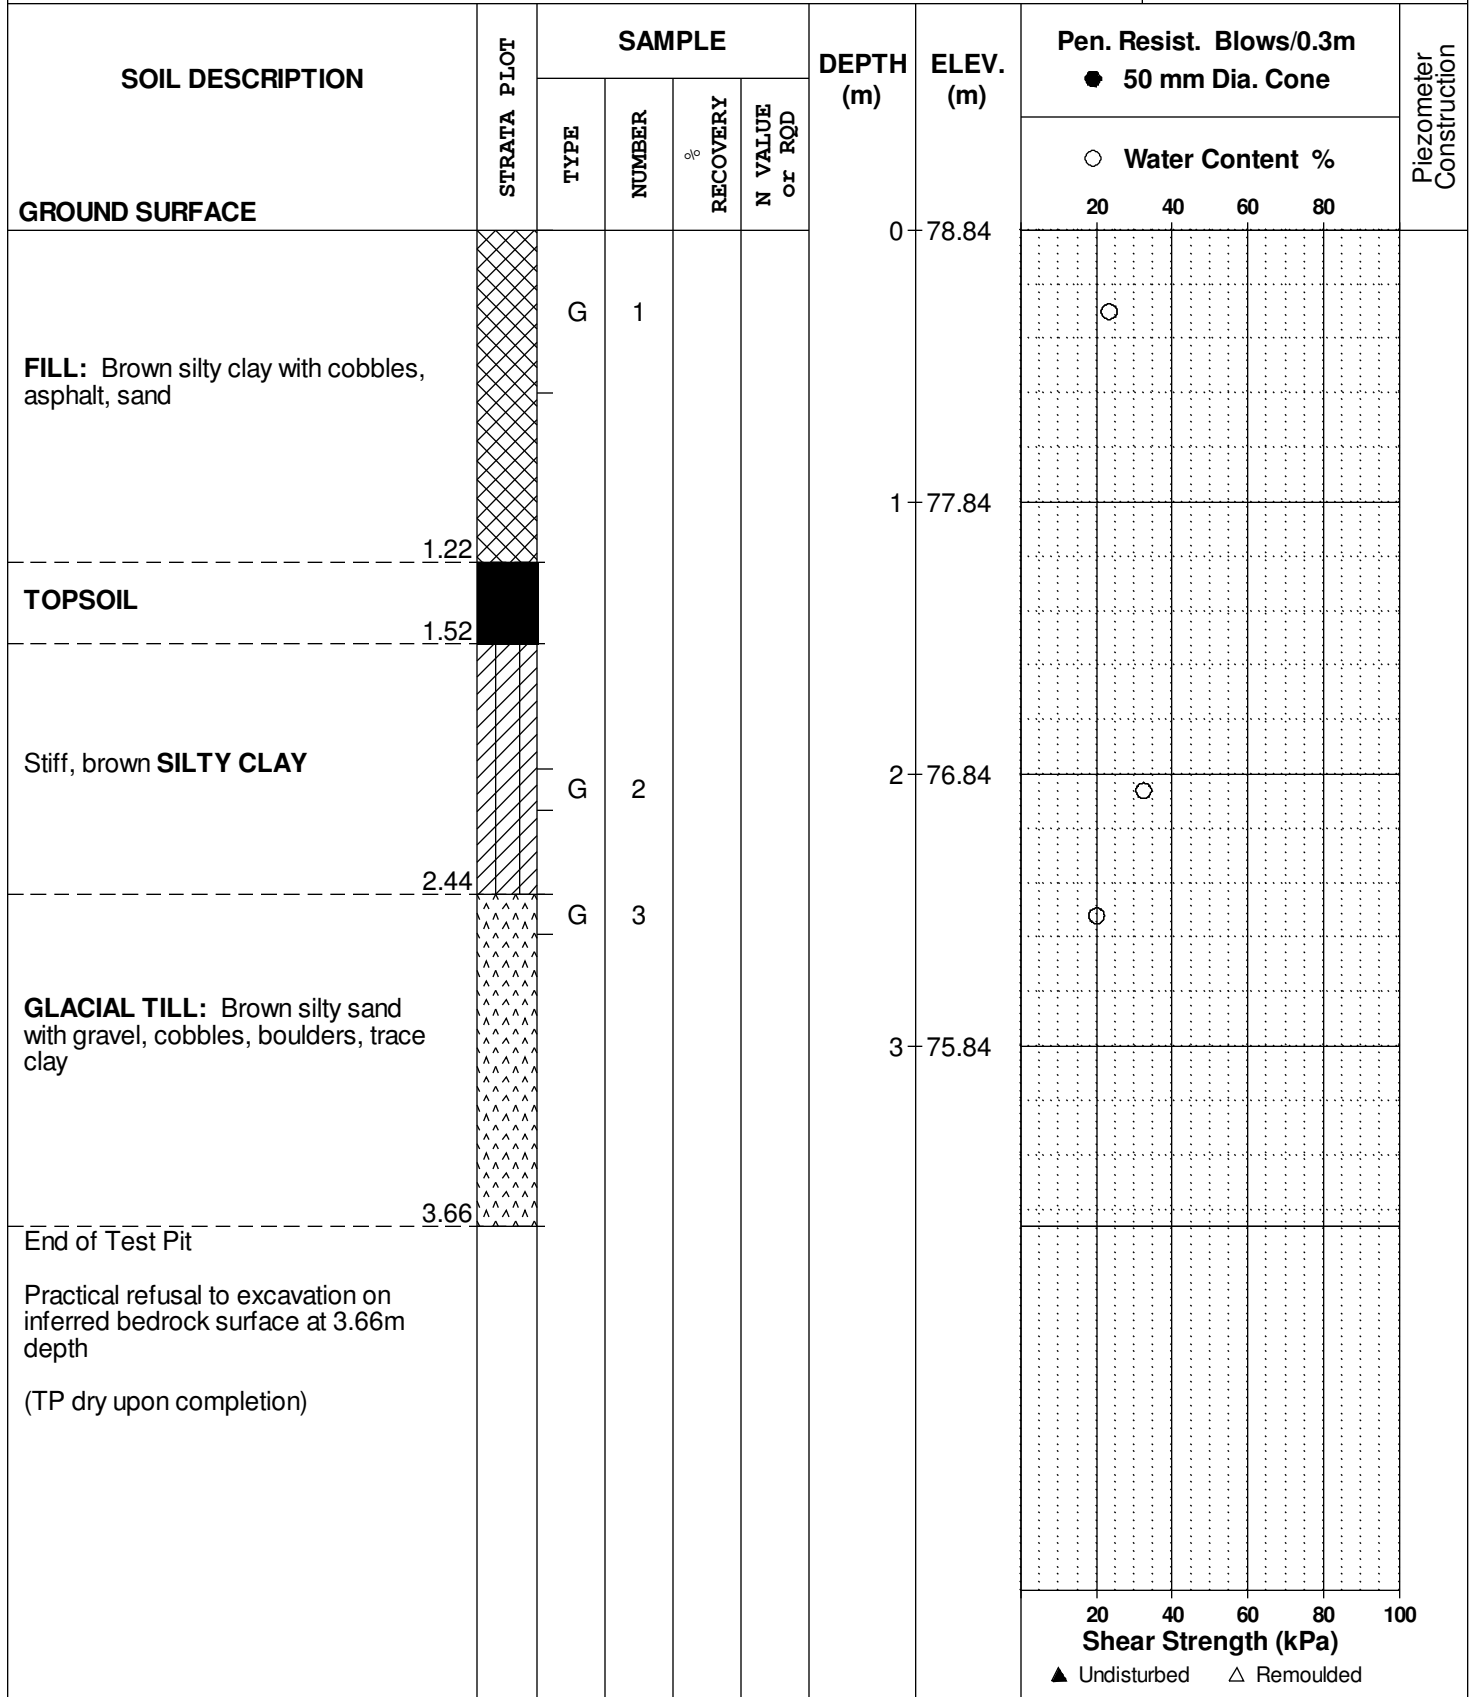 SOIL DESCRIPTION
GROUND SURFACE
STRATA PLOT
SAMPLE
TYPE
NUMBER
%
RECOVERY
N VALUE
or RQD
DEPTH
(m)
ELEV.
(m)
Pen. Resist. Blows/0.3m
● 50 mm Dia. Cone
○ Water Content %
20 40 60 80
Piezometer
Construction
0 78.84
G 1
FILL: Brown silty clay with cobbles,
asphalt, sand
1 77.84
1.22
TOPSOIL
1.52
Stiff, brown SILTY CLAY
2 76.84
G 2
2.44
G 3
GLACIAL TILL: Brown silty sand
with gravel, cobbles, boulders, trace
clay
3 75.84
3.66
End of Test Pit
Practical refusal to excavation on
inferred bedrock surface at 3.66m
depth
(TP dry upon completion)
20 40 60 80 100
Shear Strength (kPa)
▲ Undisturbed △ Remoulded